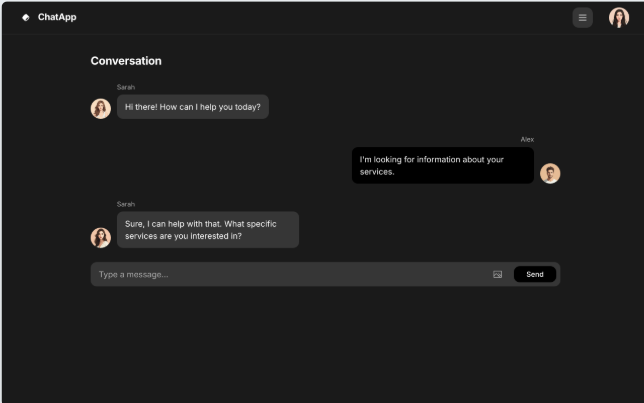 ChatApp
Conversation
Sarah
Hi there! How can I help you today?
Alex
I'm looking for information about your
services.
Sarah
Sure, I can help with that. What specific
services are you interested in?
Type a message...
Send